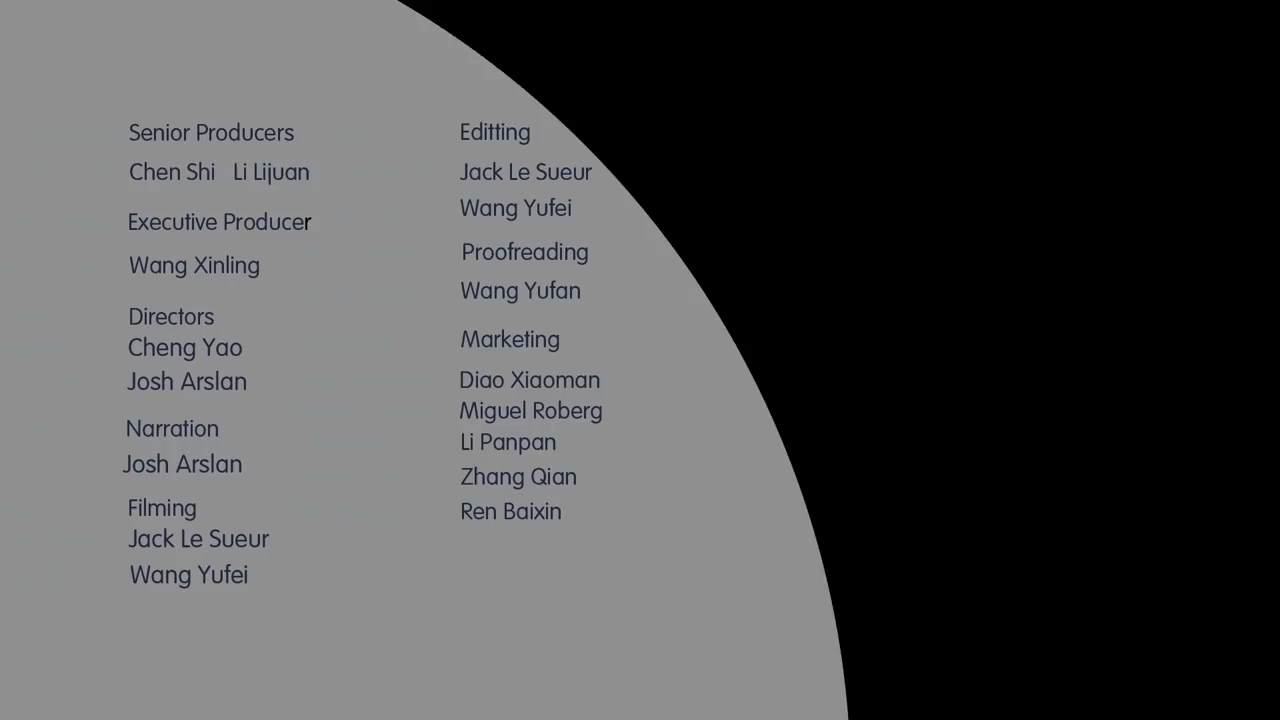 Senior Producers
Chen Shi Li Lijuan
Executive Producer
Wang Xinling
Directors
Cheng Yao
Josh Arslan
Narration
Josh Arslan
Filming
Jack Le Sueur
Wang Yufei
Editting
Jack Le Sueur
Wang Yufei
Proofreading
Wang Yufan
Marketing
Diao Xiaoman
Miguel Roberg
Li Panpan
Zhang Qian
Ren Baixin